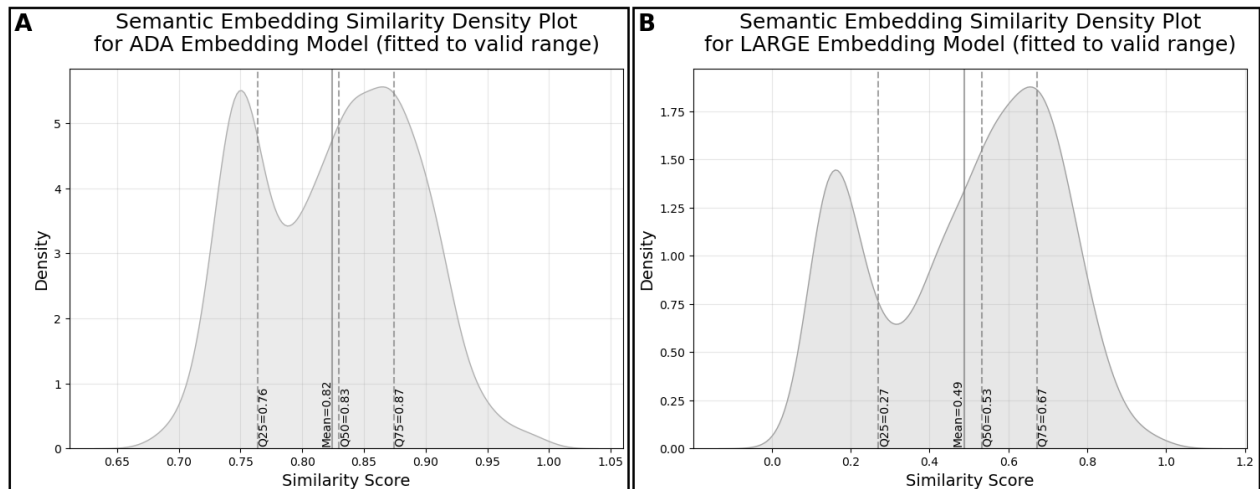 A
Semantic Embedding Similarity Density Plot
for ADA Embedding Model (fitted to valid range)
Density
5
4
3
2
1
0
Q25=0.76
Mean=0.82
Q50=0.83
Q75=0.87
0.65
0.70
0.75
0.80
0.85
0.90
0.95
1.00
1.05
Similarity Score
B
Semantic Embedding Similarity Density Plot
for LARGE Embedding Model (fitted to valid range)
Density
1.75
1.50
1.25
1.00
0.75
0.50
0.25
0.00
Q25=0.27
Mean=0.49
Q50=0.53
Q75=0.67
0.0
0.2
0.4
0.6
0.8
1.0
1.2
Similarity Score